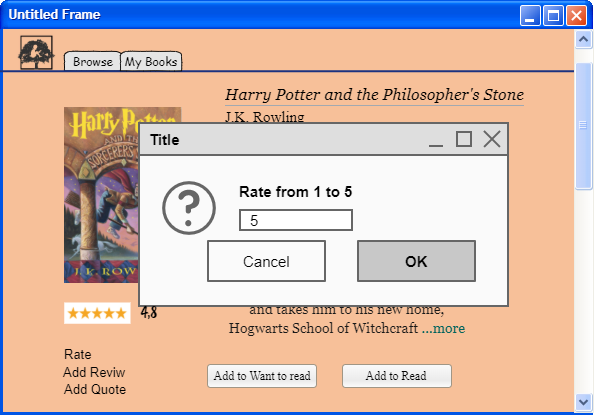 Untitled Frame
k
Browse
My Books
Harry Potter and the Philosopher's Stone
J.K. Rowling
Harry Potter
AND THE
SORCERER'S
J.K. ROW
Title
Rate from 1 to 5
5
Cancel
OK
and takes him to his new home,
Hogwarts School of Witchcraft ...more
4,8
Rate
Add Reviw
Add Quote
Add to Want to read
Add to Read